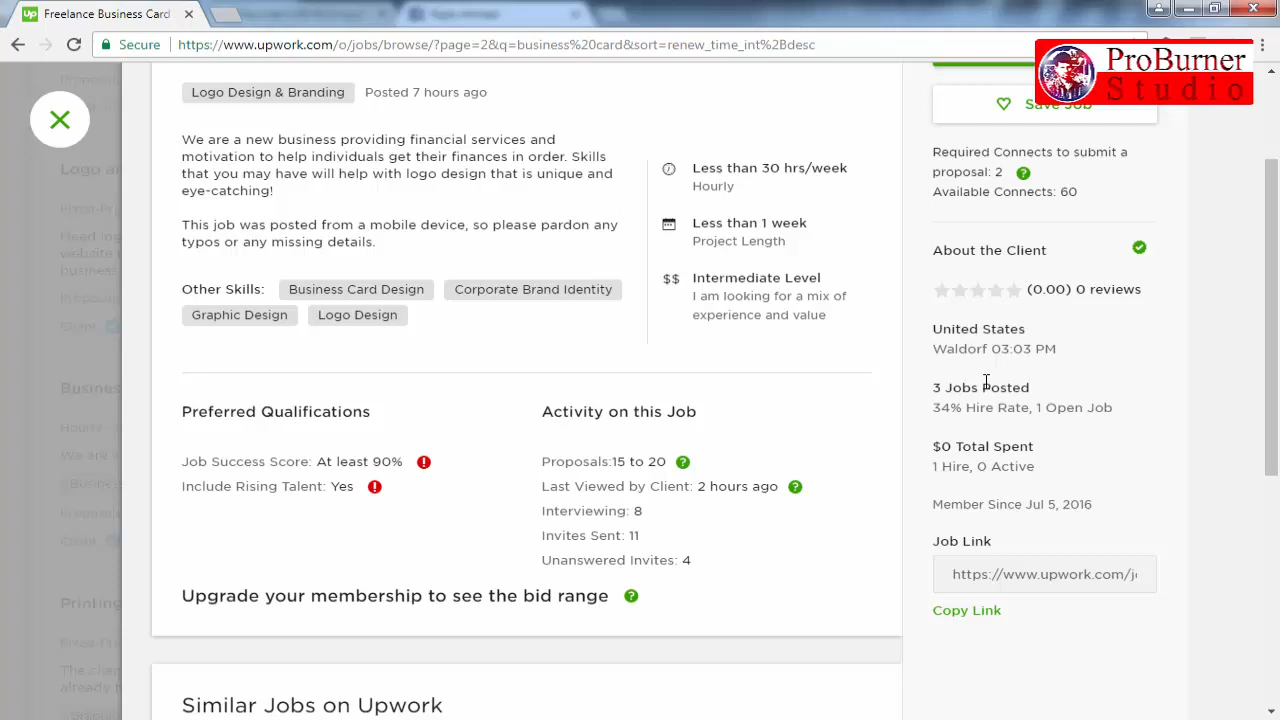 Freelance Business Card
Secure
https://www.upwork.com/o/jobs/browse/?page=2&q=business%20card&sort=renew_time_int%2Bdesc
ProBurner
Studio
Logo Design & Branding
Posted 7 hours ago
We are a new business providing financial services and
motivation to help individuals get their finances in order. Skills
that you may have will help with logo design that is unique and
eye-catching!
This job was posted from a mobile device, so please pardon any
typos or any missing details.
Other Skills: Business Card Design Corporate Brand Identity
Graphic Design Logo Design
Less than 30 hrs/week
Hourly
Less than 1 week
Project Length
$$ Intermediate Level
I am looking for a mix of
experience and value
Preferred Qualifications
Job Success Score: At least 90%
Include Rising Talent: Yes
Activity on this Job
Proposals:15 to 20
Last Viewed by Client: 2 hours ago
Interviewing: 8
Invites Sent: 11
Unanswered Invites: 4
Upgrade your membership to see the bid range
Similar Jobs on Upwork
Save Job
Required Connects to submit a
proposal: 2
Available Connects: 60
About the Client
(0.00) 0 reviews
United States
Waldorf 03:03 PM
3 Jobs Posted
34% Hire Rate, 1 Open Job
$0 Total Spent
1 Hire, 0 Active
Member Since Jul 5, 2016
Job Link
https://www.upwork.com/j
Copy Link